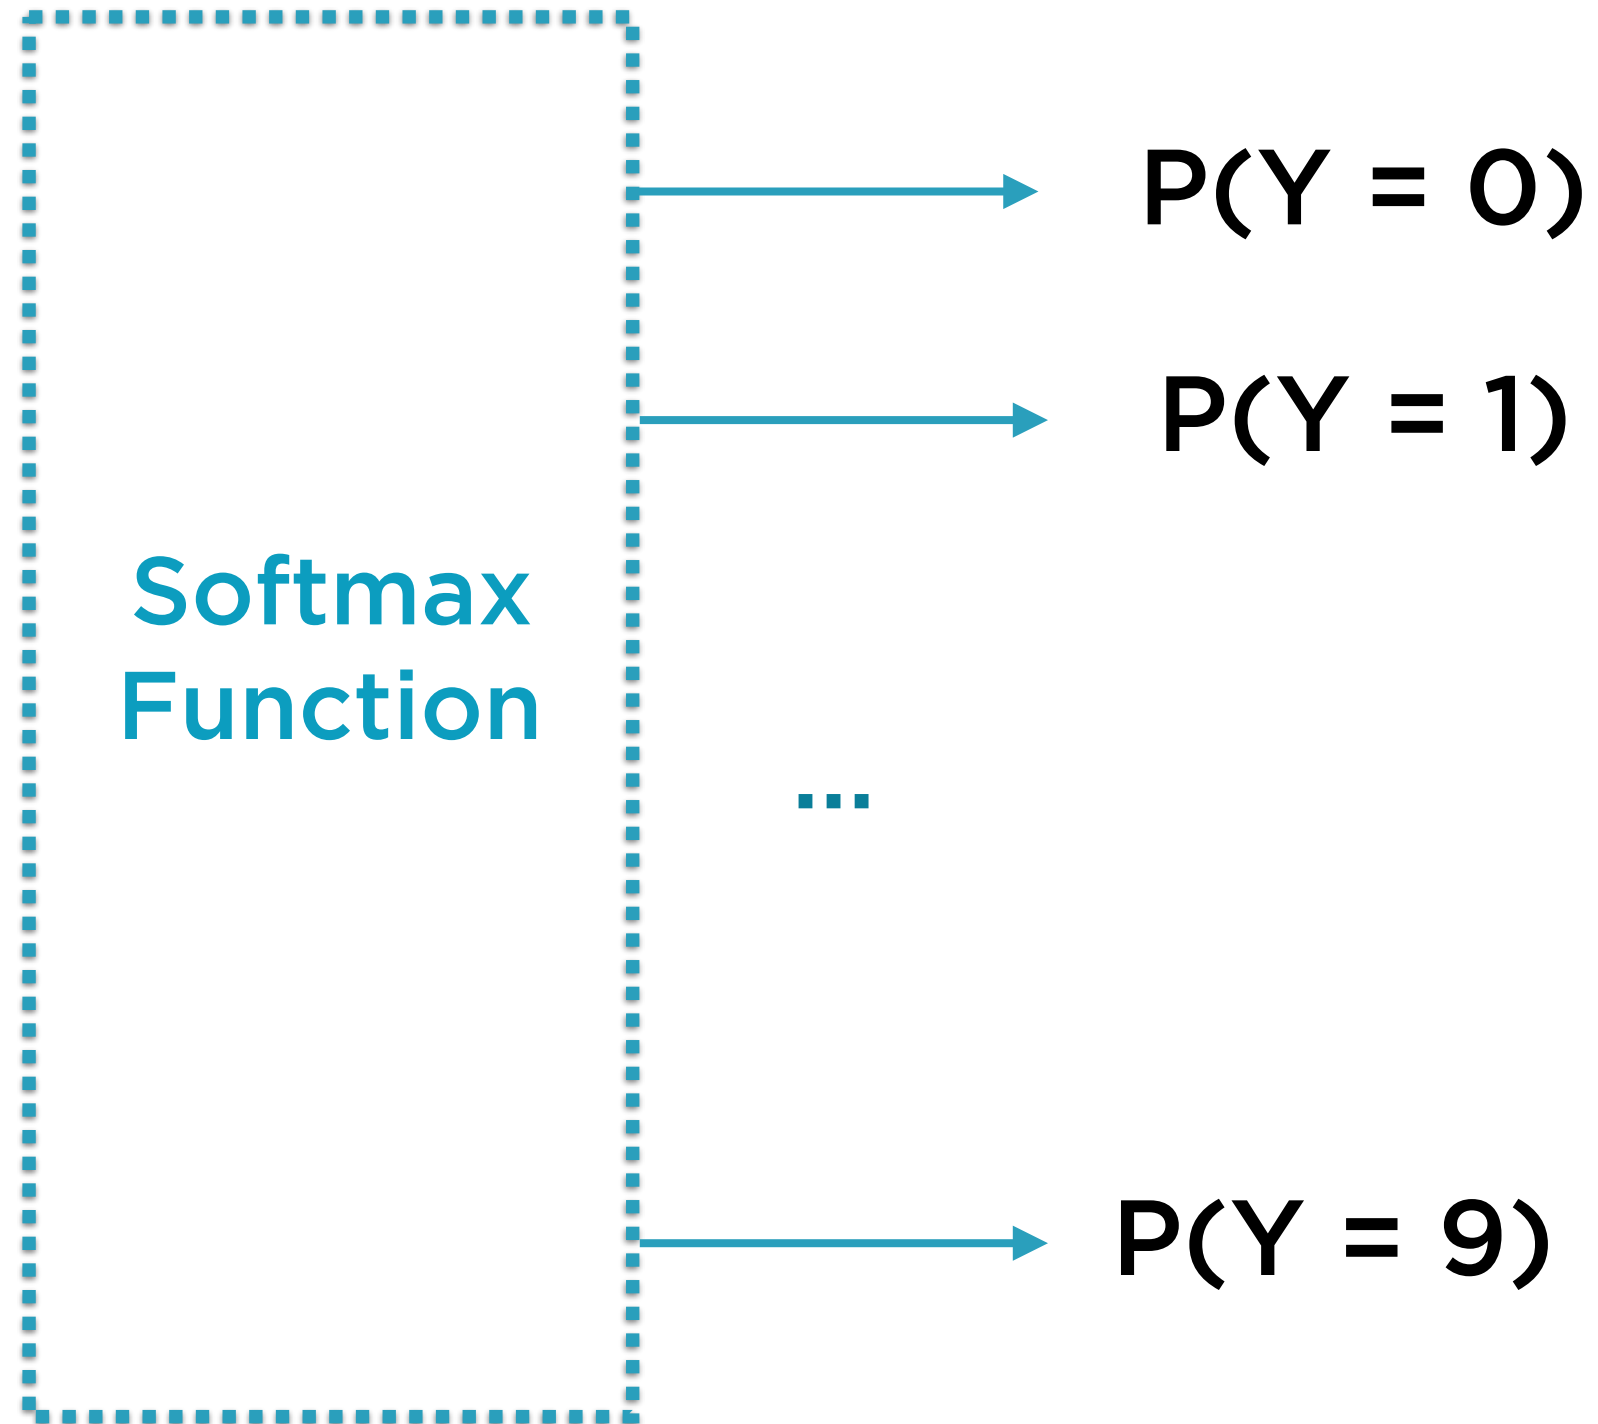 P(Y = 0)
P(Y = 1)
Softmax
Function
...
P(Y = 9)